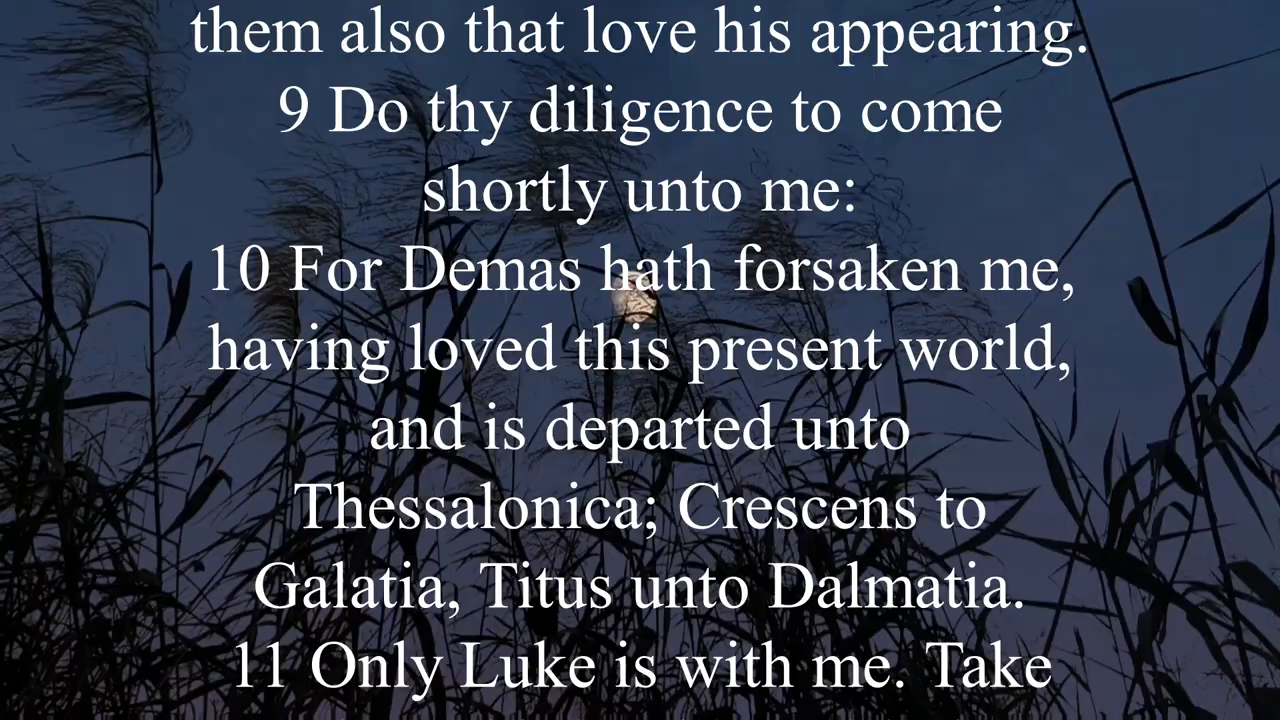 them also that love his appearing.
9 Do thy diligence to come
shortly unto me:
10 For Demas hath forsaken me,
having loved this present world,
and is departed unto
Thessalonica; Crescens to
Galatia, Titus unto Dalmatia.
11 Only Luke is with me. Take